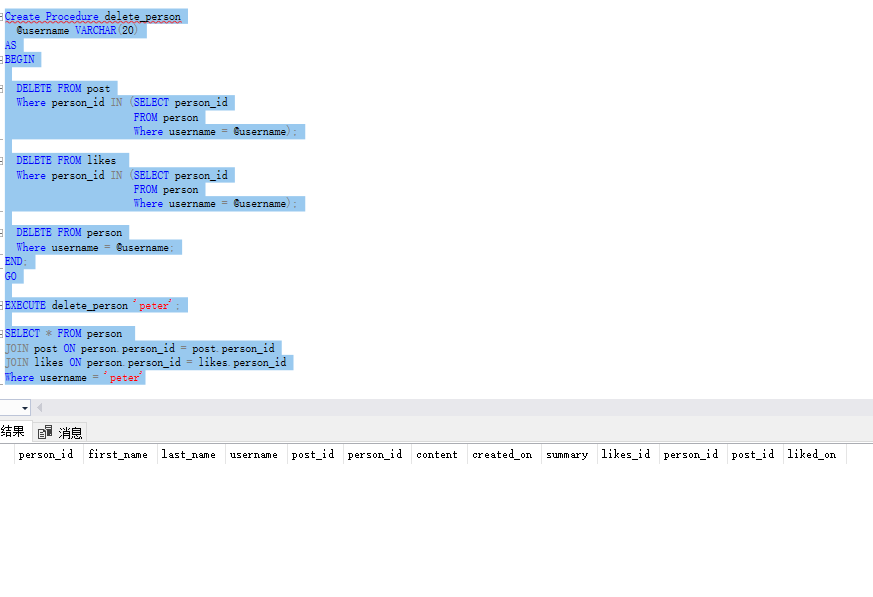 Create Procedure delete_person
@username VARCHAR(20)
AS
BEGIN
DELETE FROM post
Where person_id IN (SELECT person_id
FROM person
Where username = @username);
DELETE FROM likes
Where person_id IN (SELECT person_id
FROM person
Where username = @username);
DELETE FROM person
Where username = @username;
END;
GO
EXECUTE delete_person 'peter';
SELECT * FROM person
JOIN post ON person.person_id = post.person_id
JOIN likes ON person.person_id = likes.person_id
Where username = 'peter'
结果 消息
person_id first_name last_name username post_id person_id content created_on summary likes_id person_id post_id liked_on